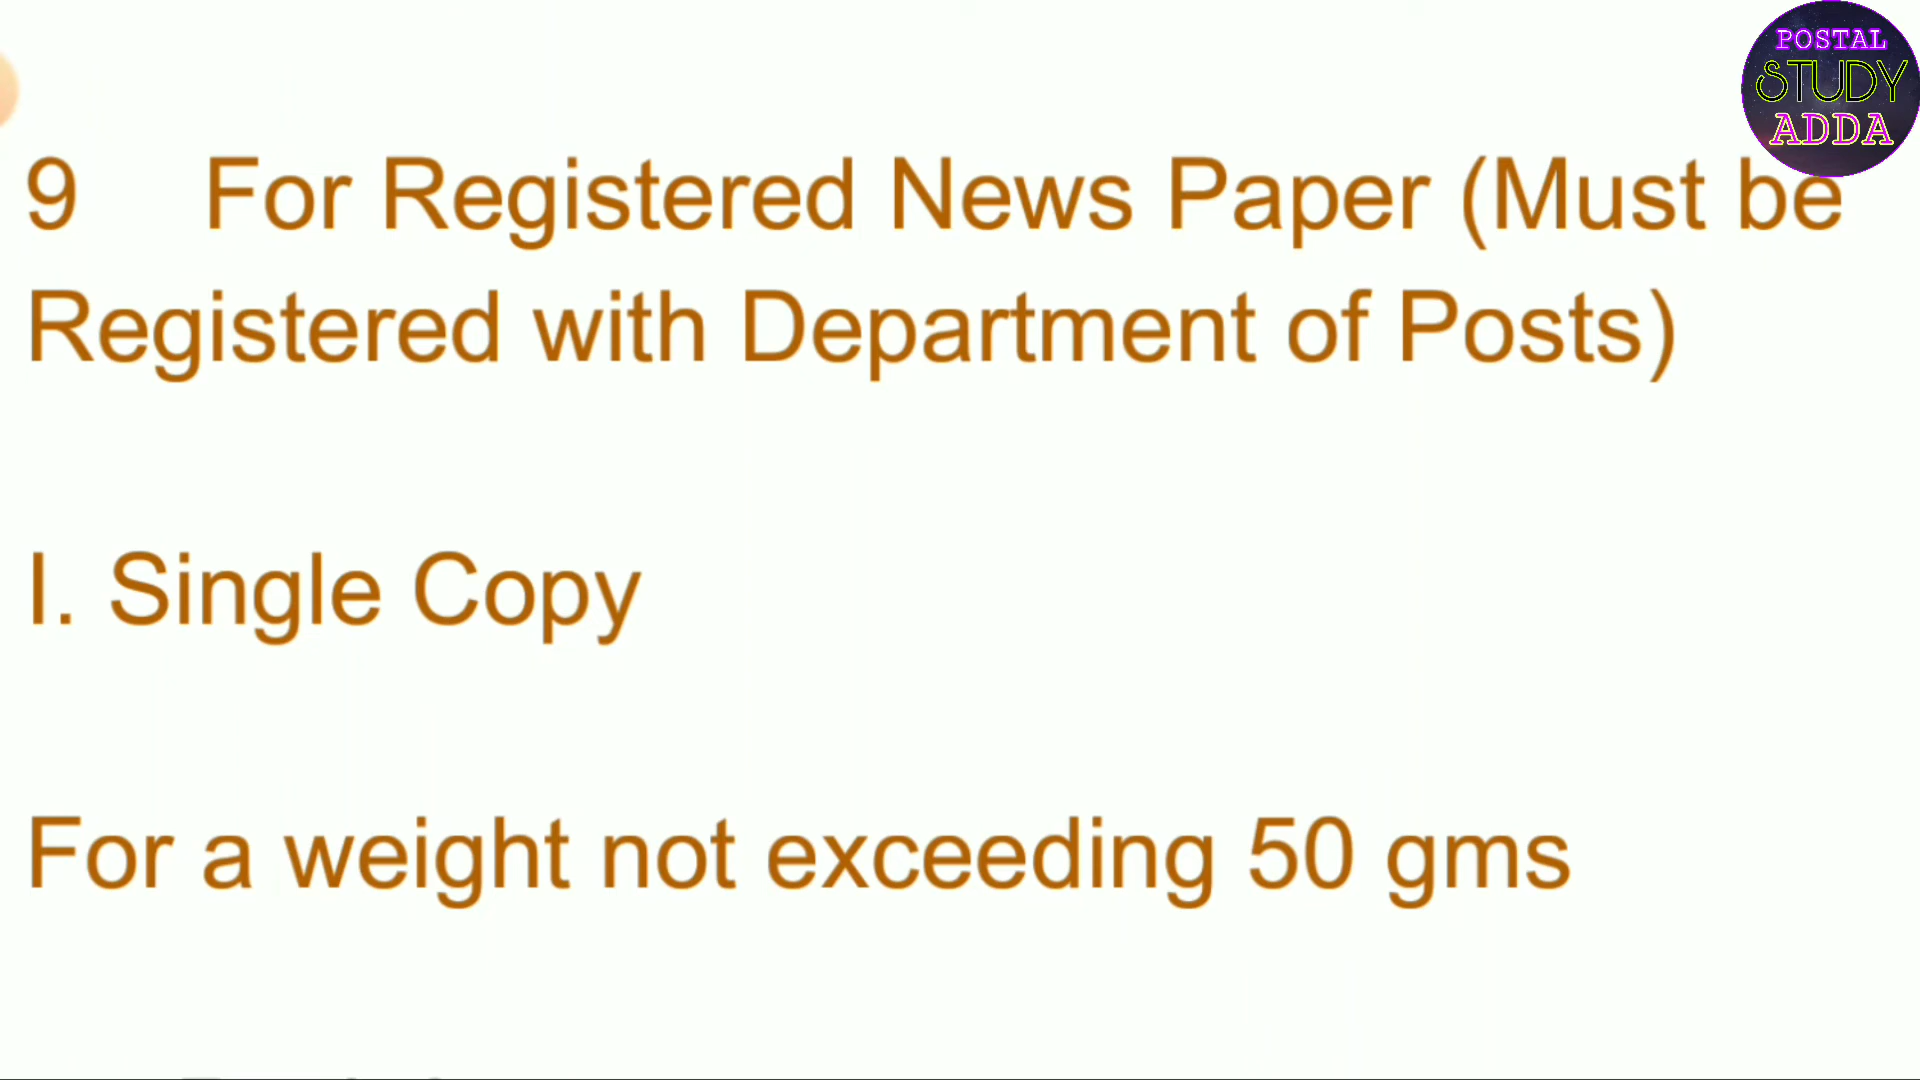 POSTAL
STUDY
ADDA
9 For Registered News Paper (Must be
Registered with Department of Posts)
I. Single Copy
For a weight not exceeding 50 gms